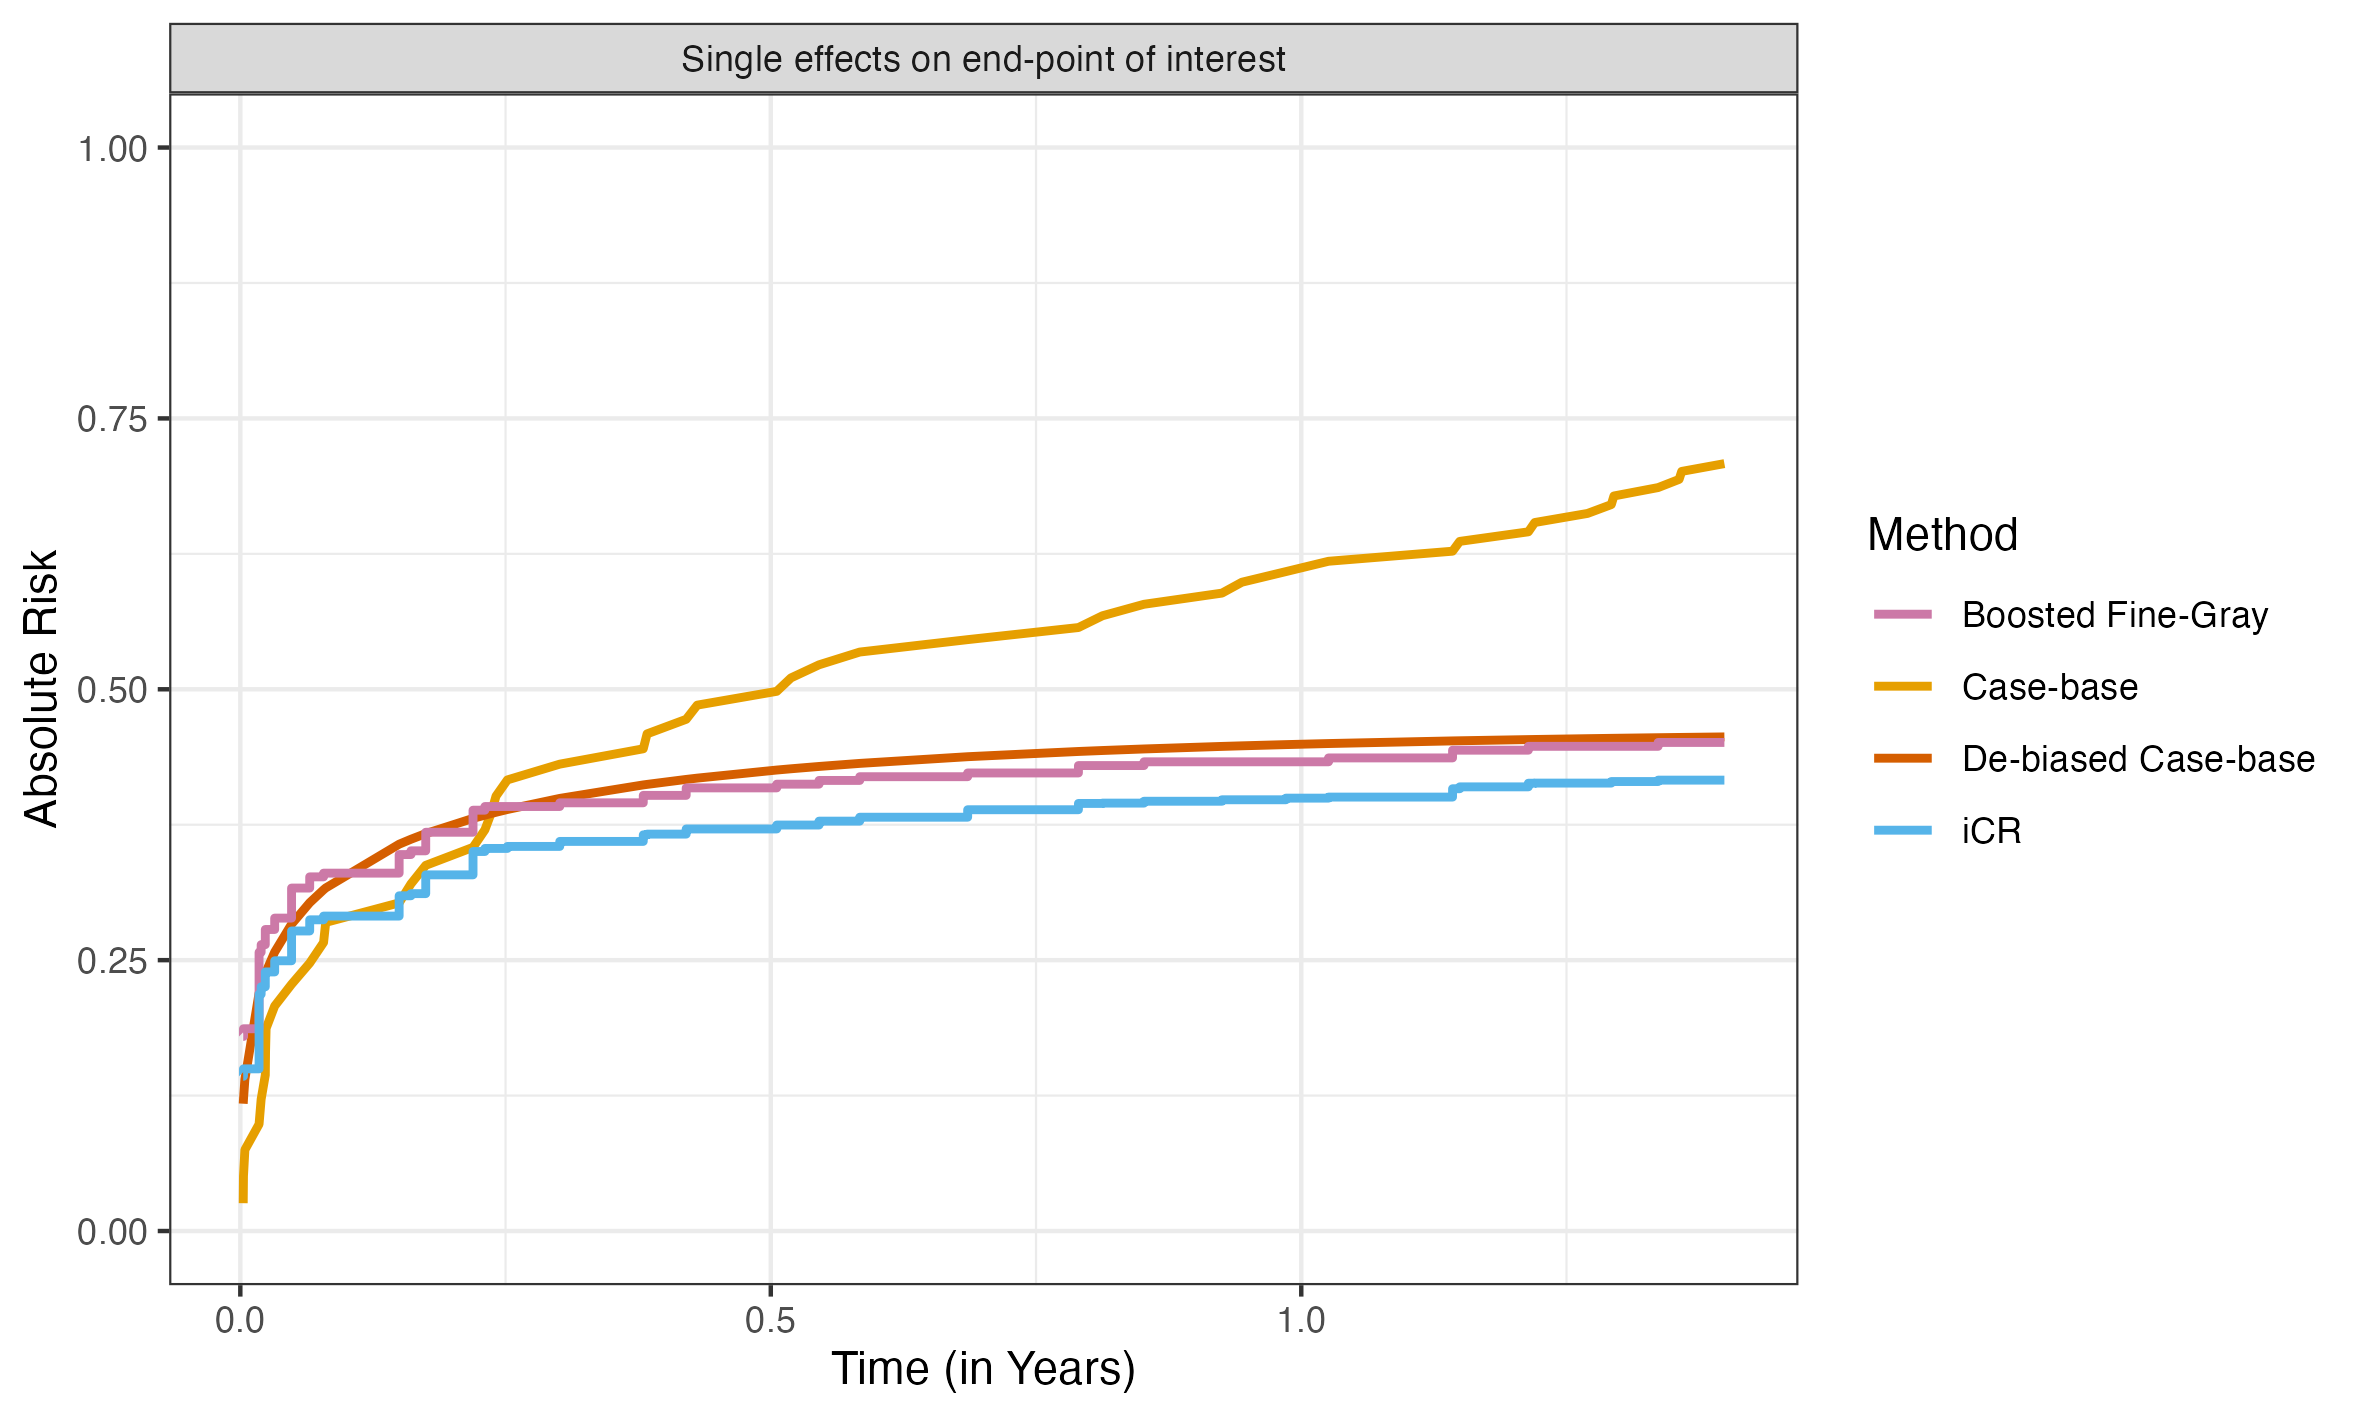 Single effects on end-point of interest
1.00
0.75
0.50
0.25
0.00
Absolute Risk
0.0
0.5
1.0
Time (in Years)
Method
Boosted Fine-Gray
Case-base
De-biased Case-base
iCR